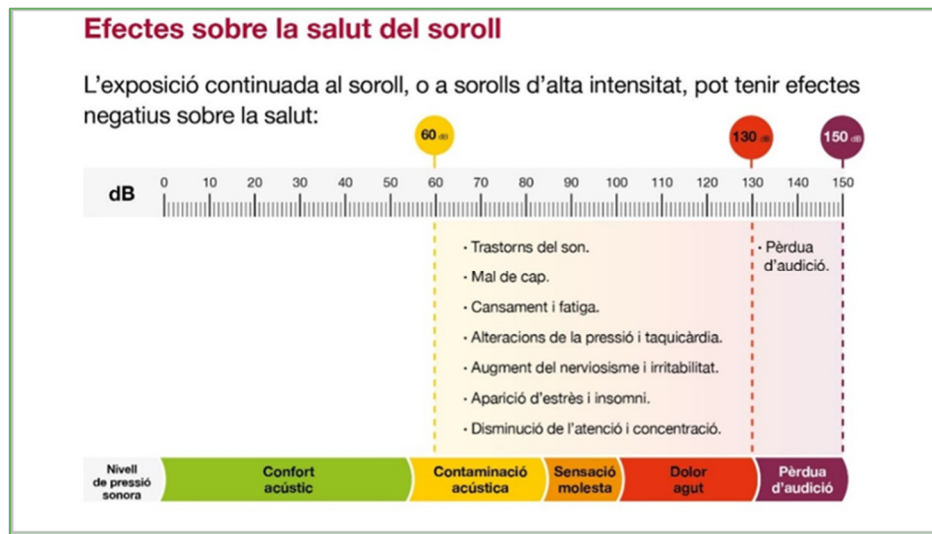 Efectes sobre la salut del soroll
L'exposició continuada al soroll, o a sorolls d'alta intensitat, pot tenir efectes
negatius sobre la salut:
60 dB
130 dB
150 dB
dB
0 10 20 30 40 50 60 70 80 90 100 110 120 130 140 150
· Trastorns del son.
· Mal de cap.
· Cansament i fatiga.
· Alteracions de la pressió i taquicàrdia.
· Augment del nerviosisme i irritabilitat.
· Aparició d'estrès i insomni.
· Disminució de l'atenció i concentració.
· Pèrdua
d'audició.
Nivell
de pressió
sonora
Confort
acústic
Contaminació
acústica
Sensació
molesta
Dolor
agut
Pèrdua
d'audició